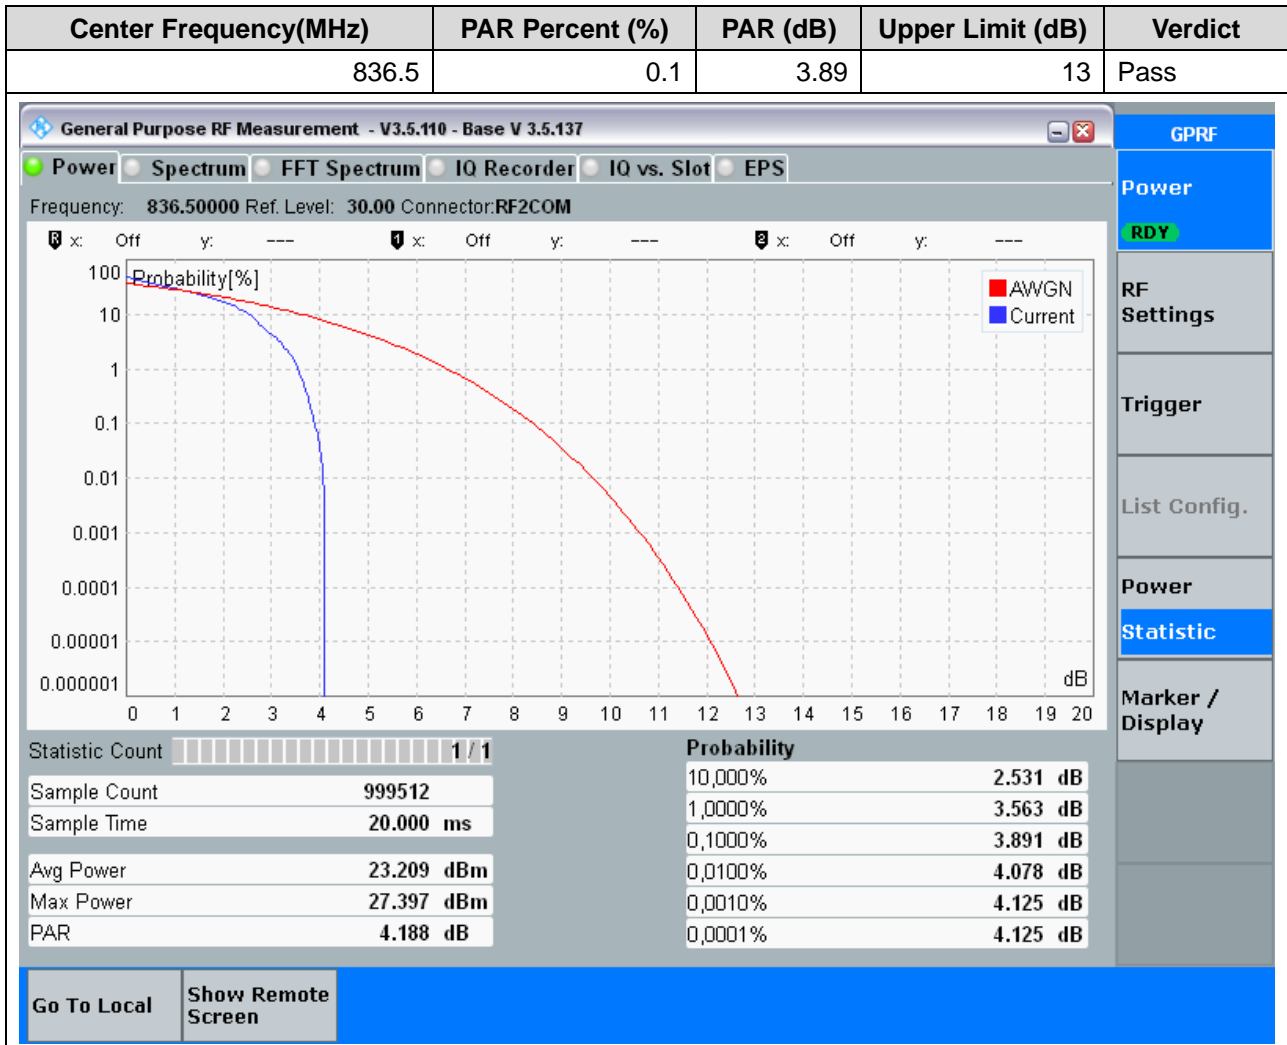 Center Frequency(MHz) PAR Percent (%) PAR (dB) Upper Limit (dB) Verdict
836.5 0.1 3.89 13 Pass
General Purpose RF Measurement - V3.5.110 - Base V 3.5.137
GPRF
Power Spectrum FFT Spectrum IQ Recorder IQ vs. Slot EPS
Frequency: 836.50000 Ref. Level: 30.00 Connector:RF2COM
R x: Off y: --- 1 x: Off y: --- 2 x: Off y: ---
Probability[%]
AWGN
Current
100
10
1
0.1
0.01
0.001
0.0001
0.00001
0.000001
dB
0 1 2 3 4 5 6 7 8 9 10 11 12 13 14 15 16 17 18 19 20
Statistic Count 1 / 1
Sample Count 999512
Sample Time 20.000 ms
Avg Power 23.209 dBm
Max Power 27.397 dBm
PAR 4.188 dB
Probability
10,000% 2.531 dB
1,0000% 3.563 dB
0,1000% 3.891 dB
0,0100% 4.078 dB
0,0010% 4.125 dB
0,0001% 4.125 dB
Power
RDY
RF
Settings
Trigger
List Config.
Power
Statistic
Marker /
Display
Go To Local
Show Remote
Screen